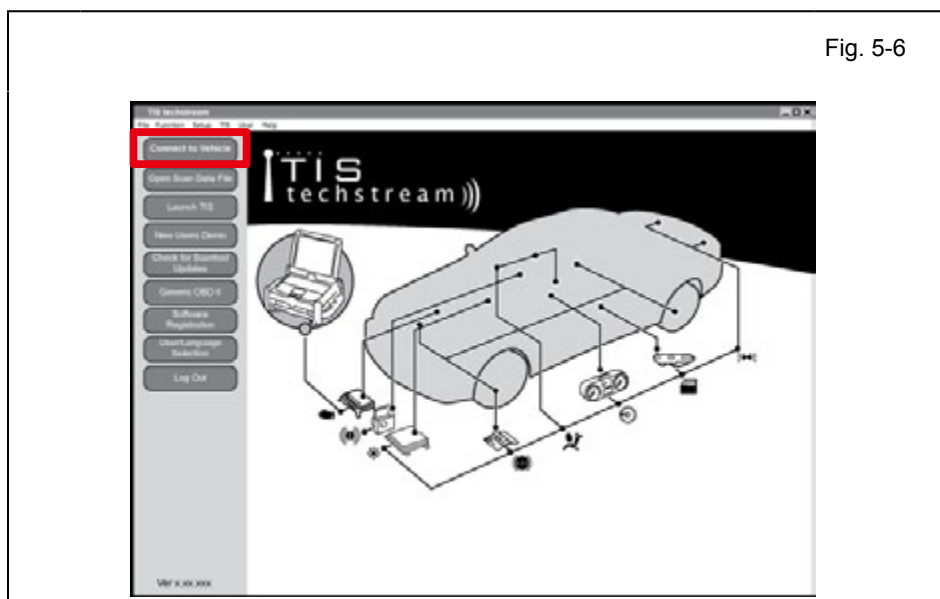 Fig. 5-6
TIS techstream
File Function Setup TIS User Help
Connect to Vehicle
Open Scan Data File
Launch TIS
New Users Demo
Check for Scantool
Updates
Generic OBD II
Software
Registration
User/Language
Selection
Log Out
TIS
techstream
Ver x.xx.xxx